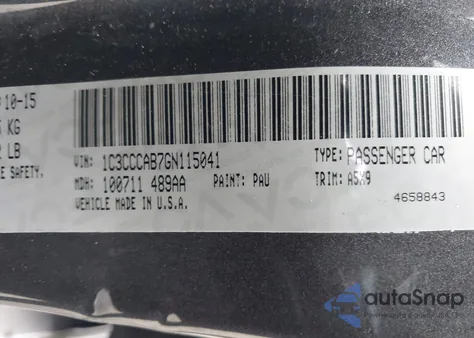 10-15
KG
LB
E SAFETY.
VIN: 1C3CCCAB7GN115041 TYPE: PASSENGER CAR
MDH: 100711 489AA PAINT: PAU TRIM: A5X9
VEHICLE MADE IN U.S.A. 4658843
autoSnap